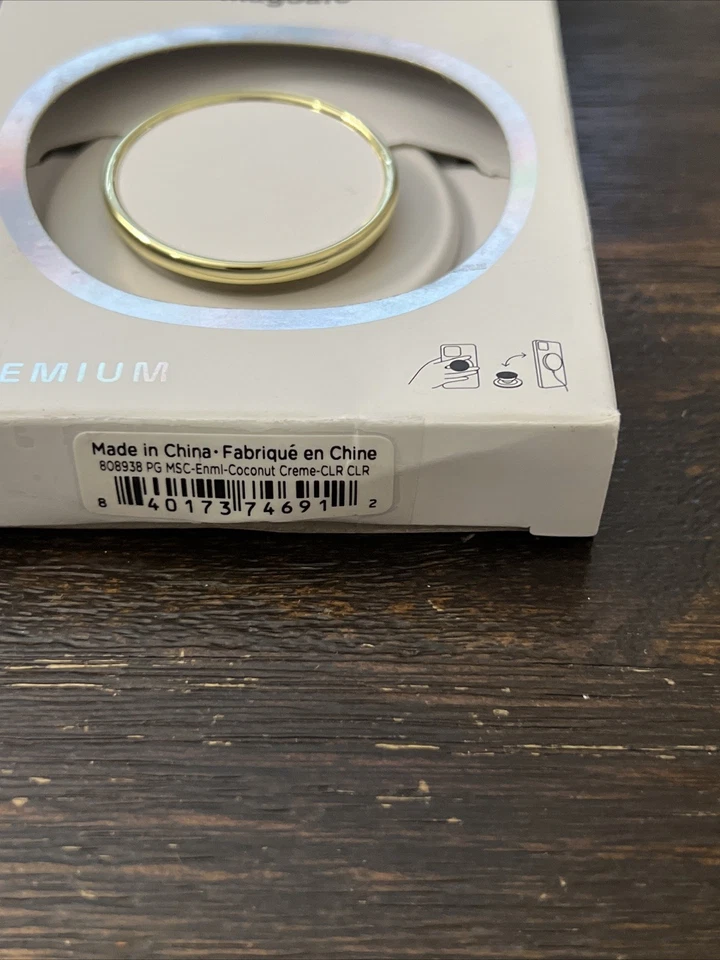 EMIUM
Made in China · Fabriqué en Chine
808938 PG MSC-Enml-Coconut Creme-CLR CLR
8 40173 74691 2